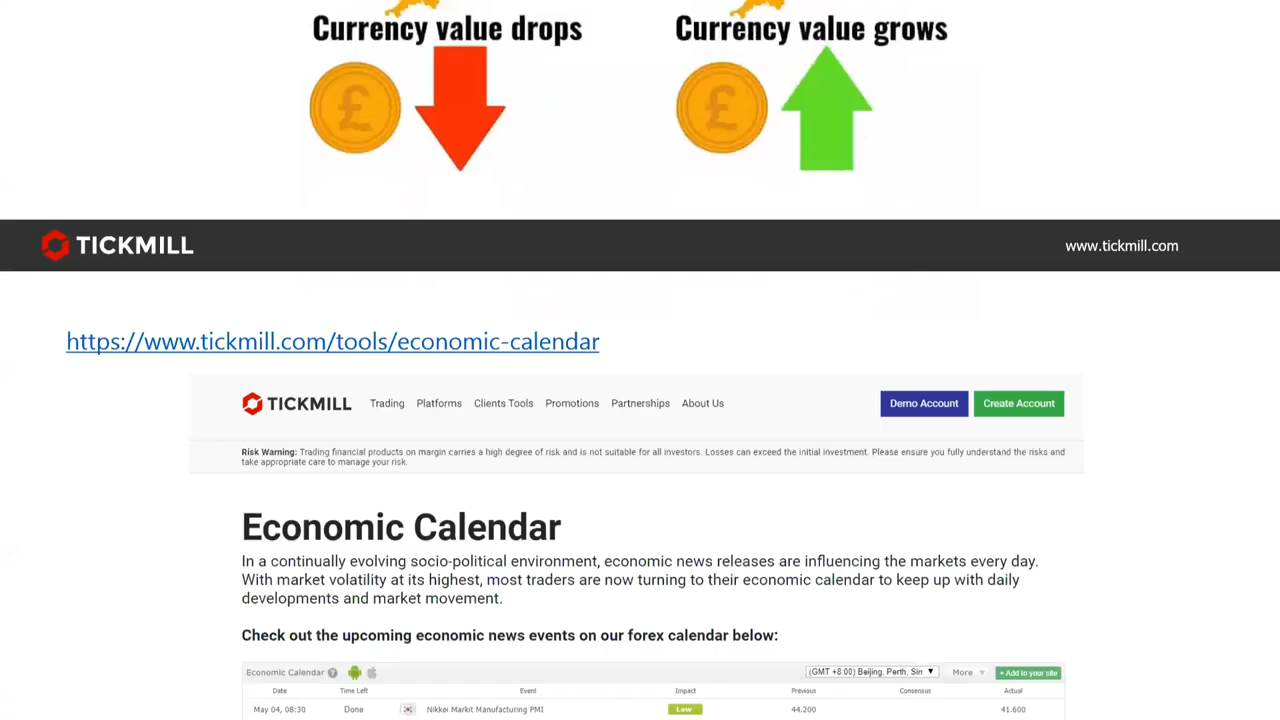 Currency value drops
Currency value grows
£
£
TICKMILL
www.tickmill.com
https://www.tickmill.com/tools/economic-calendar
TICKMILL Trading Platforms Clients Tools Promotions Partnerships About Us Demo Account Create Account
Risk Warning: Trading financial products on margin carries a high degree of risk and is not suitable for all investors. Losses can exceed the initial investment. Please ensure you fully understand the risks and
take appropriate care to manage your risk.
Economic Calendar
In a continually evolving socio-political environment, economic news releases are influencing the markets every day.
With market volatility at its highest, most traders are now turning to their economic calendar to keep up with daily
developments and market movement.
Check out the upcoming economic news events on our forex calendar below:
Economic Calendar ? (GMT +8:00) Beijing, Perth, Sin More + Add to your site
Date Time Left Event Impact Previous Consensus Actual
May 04, 08:30 Done Nikkei Markit Manufacturing PMI Low 44.200 41.600